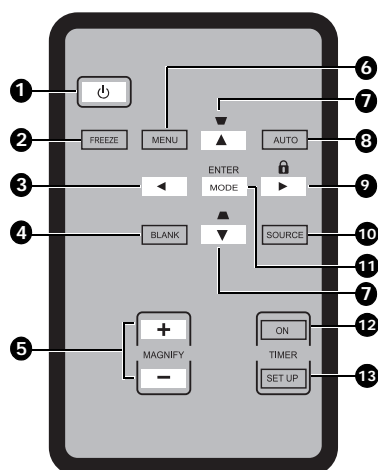 1
6
7
2
FREEZE
MENU
AUTO
8
3
ENTER
MODE
9
4
BLANK
SOURCE
10
11
7
5
+
MAGNIFY
−
ON
12
TIMER
SET UP
13